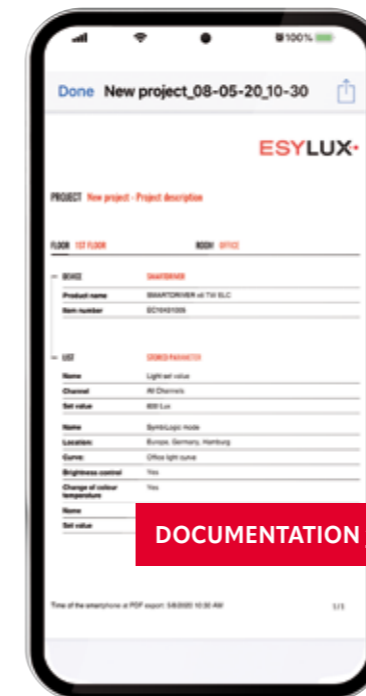 100%
Done New project_08-05-20_10-30
ESYLUX
PROJECT New project - Project description
FLOOR 1ST FLOOR ROOM OFFICE
DEVICE SMARTDRIVER
Product name SMARTDRIVER x8 TW ELC
Item number
LIST STORED PARAMETER
Name Light set value
Channel All Channels
Set value 600 Lux
Name SymbiLogic mode
Location: Europe, Germany, Hamburg
Curve: Office light curve
Brightness control Yes
Change of colour Yes
temperature
Name
Set value
DOCUMENTATION
Time of the smartphone at PDF export: 5/8/2020 10:30 AM 1/1